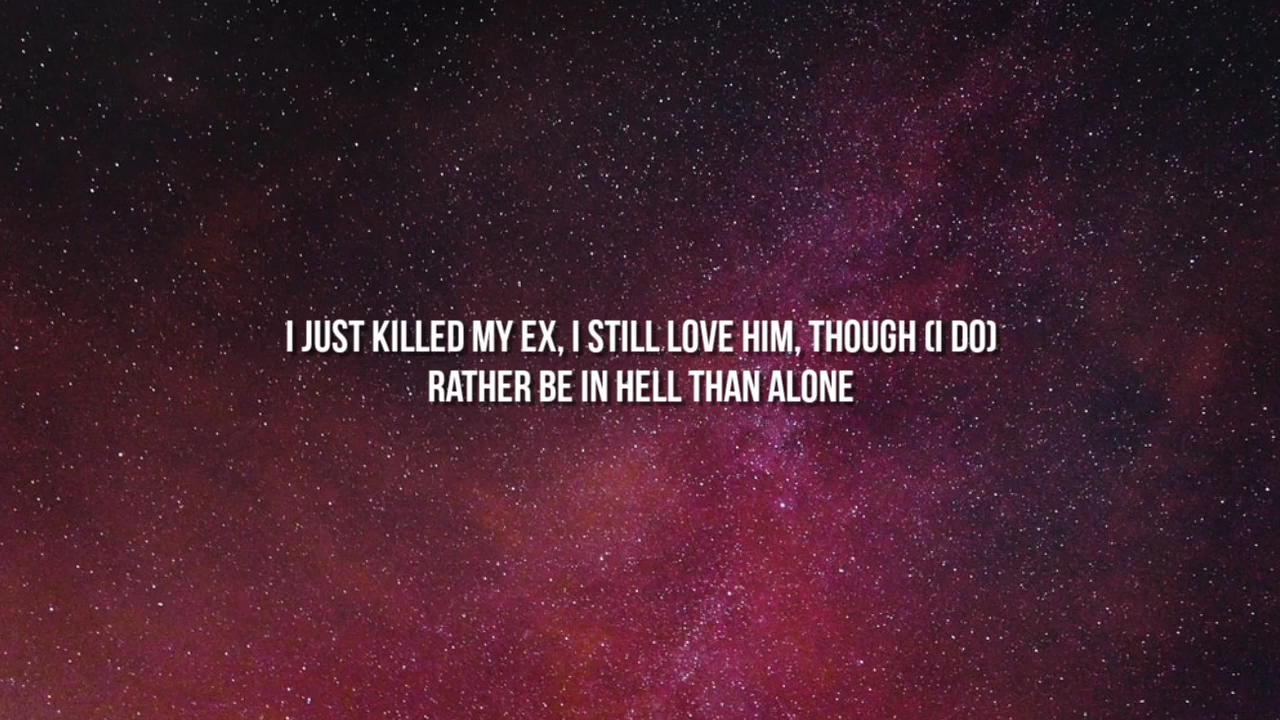 I JUST KILLED MY EX, I STILL LOVE HIM, THOUGH (I DO)
RATHER BE IN HELL THAN ALONE